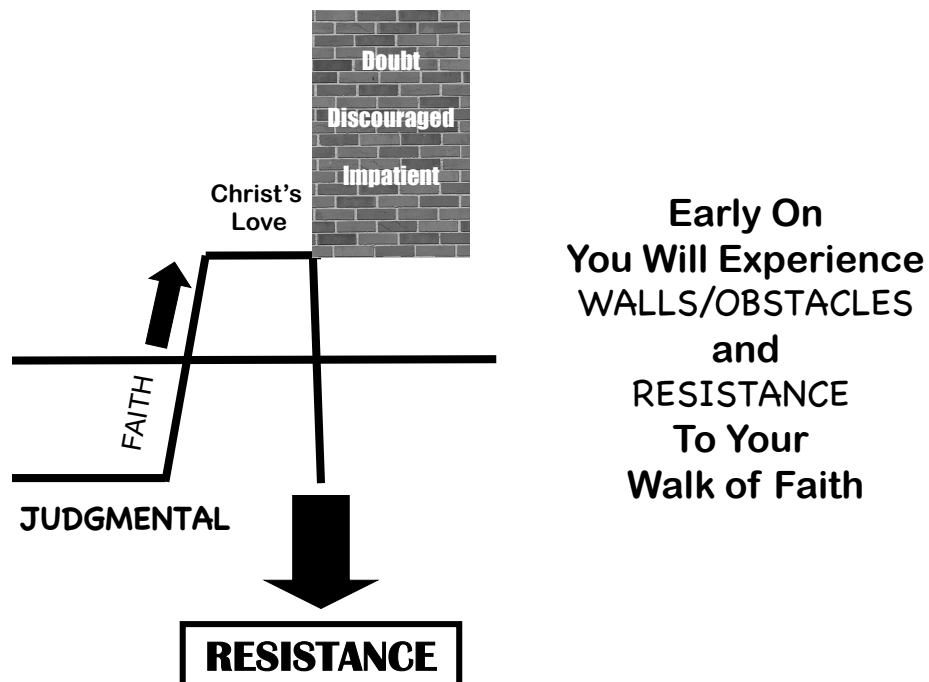 Doubt
Discouraged
Impatient
Christ's
Love
FAITH
JUDGMENTAL
RESISTANCE
Early On
You Will Experience
WALLS/OBSTACLES
and
RESISTANCE
To Your
Walk of Faith